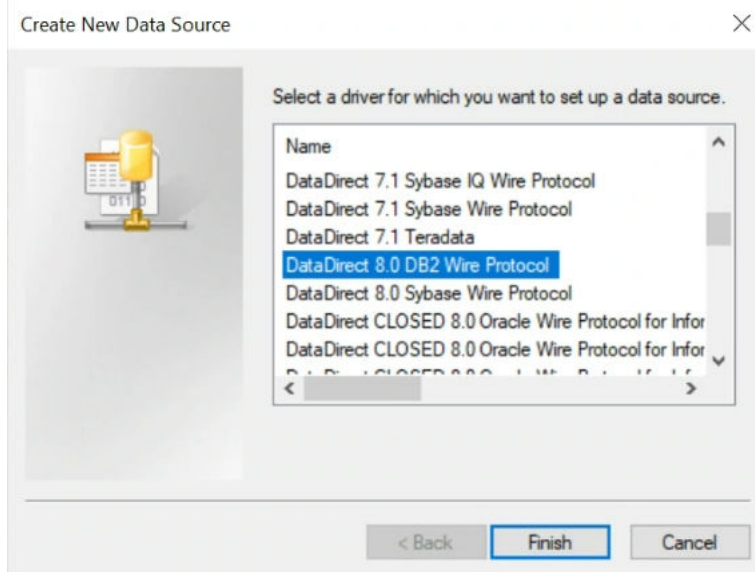 Create New Data Source
Select a driver for which you want to set up a data source.
Name
DataDirect 7.1 Sybase IQ Wire Protocol
DataDirect 7.1 Sybase Wire Protocol
DataDirect 7.1 Teradata
DataDirect 8.0 DB2 Wire Protocol
DataDirect 8.0 Sybase Wire Protocol
DataDirect CLOSED 8.0 Oracle Wire Protocol for Infor
DataDirect CLOSED 8.0 Oracle Wire Protocol for Infor
< Back Finish Cancel